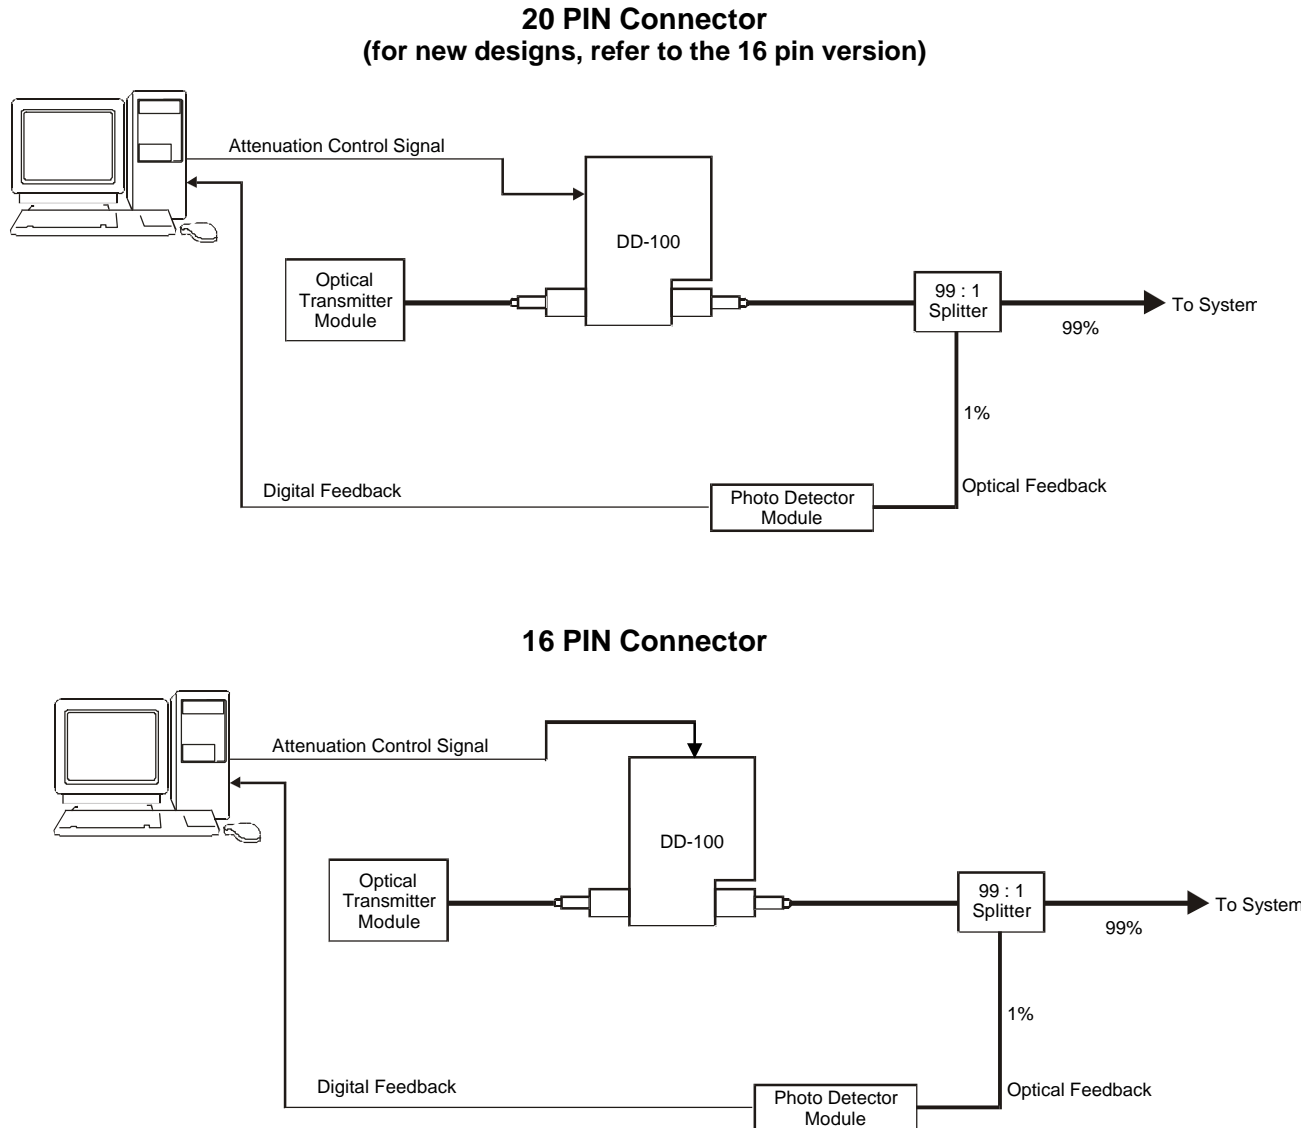 20 PIN Connector
(for new designs, refer to the 16 pin version)
Attenuation Control Signal
DD-100
Optical
Transmitter
Module
99 : 1
Splitter
To System
99%
1%
Digital Feedback
Photo Detector
Module
Optical Feedback
16 PIN Connector
Attenuation Control Signal
DD-100
Optical
Transmitter
Module
99 : 1
Splitter
To System
99%
1%
Digital Feedback
Photo Detector
Module
Optical Feedback